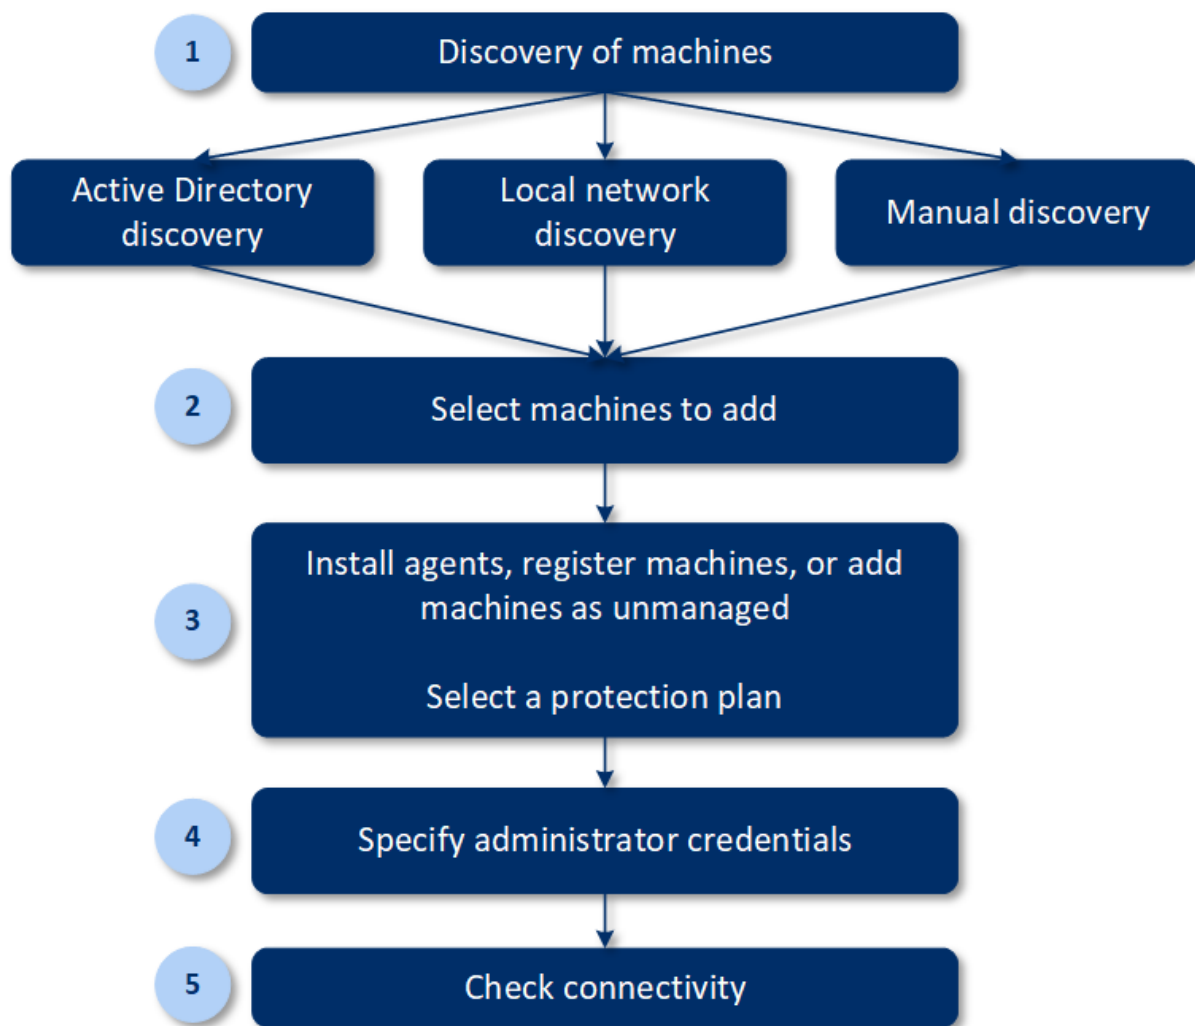 1
Discovery of machines
Active Directory
discovery
Local network
discovery
Manual discovery
2
Select machines to add
3
Install agents, register machines, or add
machines as unmanaged
Select a protection plan
4
Specify administrator credentials
5
Check connectivity